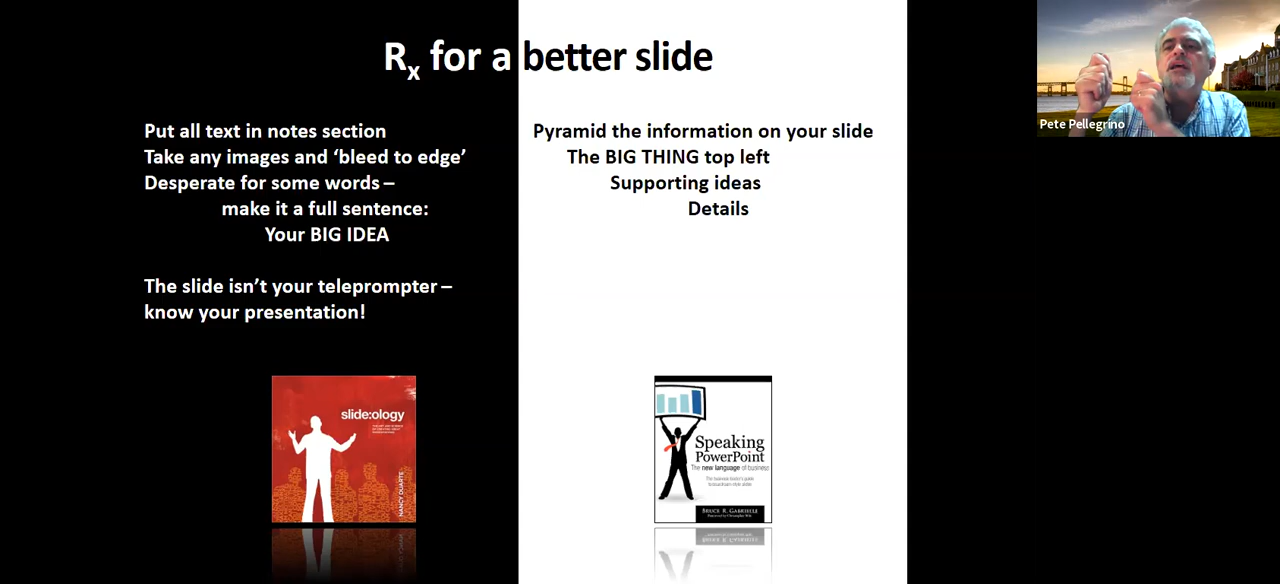 Rx for a better slide
Put all text in notes section
Take any images and ‘bleed to edge’
Desperate for some words –
make it a full sentence:
Your BIG IDEA
The slide isn’t your teleprompter –
know your presentation!
Pyramid the information on your slide
The BIG THING top left
Supporting ideas
Details
slide:ology
NANCY DUARTE
Speaking
PowerPoint
The new language of business
BRUCE R. GABRIELLE
Pete Pellegrino